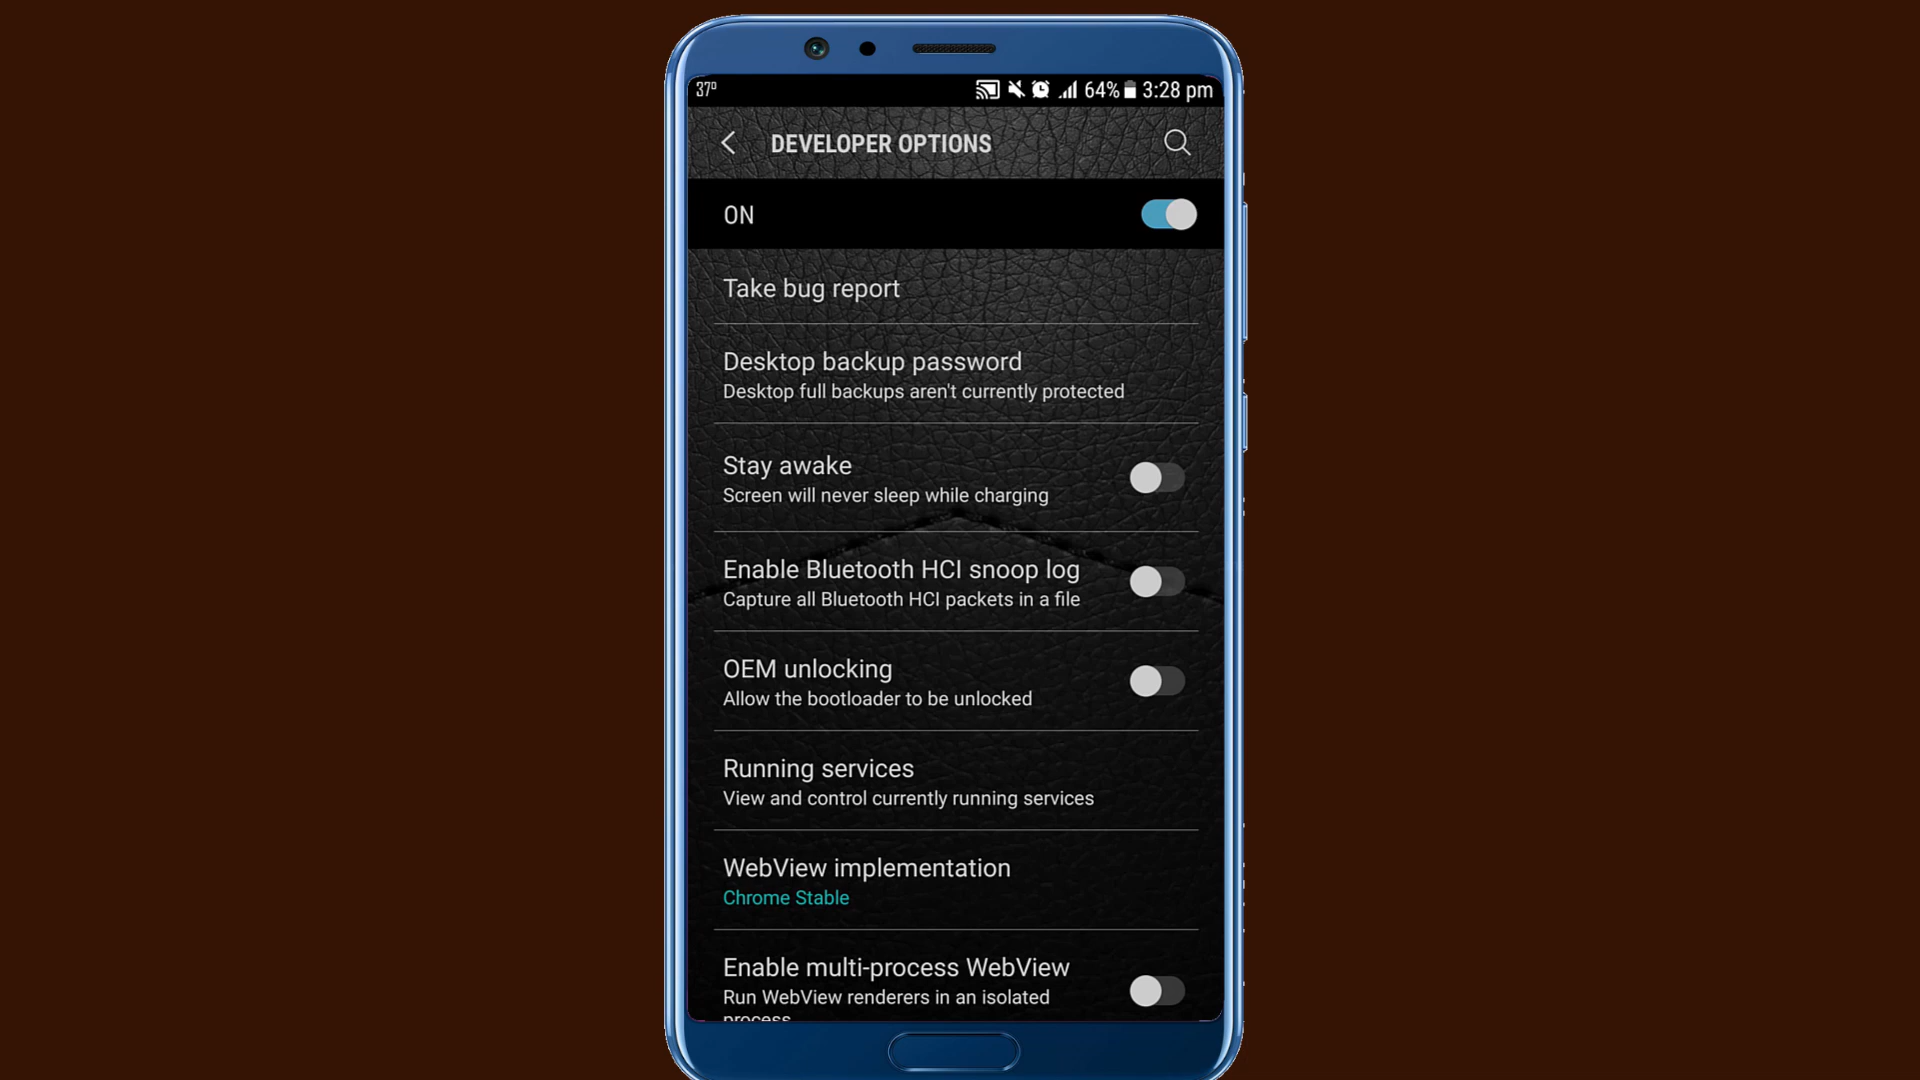 37º 64% 3:28 pm
DEVELOPER OPTIONS
ON
Take bug report
Desktop backup password
Desktop full backups aren't currently protected
Stay awake
Screen will never sleep while charging
Enable Bluetooth HCI snoop log
Capture all Bluetooth HCI packets in a file
OEM unlocking
Allow the bootloader to be unlocked
Running services
View and control currently running services
WebView implementation
Chrome Stable
Enable multi-process WebView
Run WebView renderers in an isolated
process